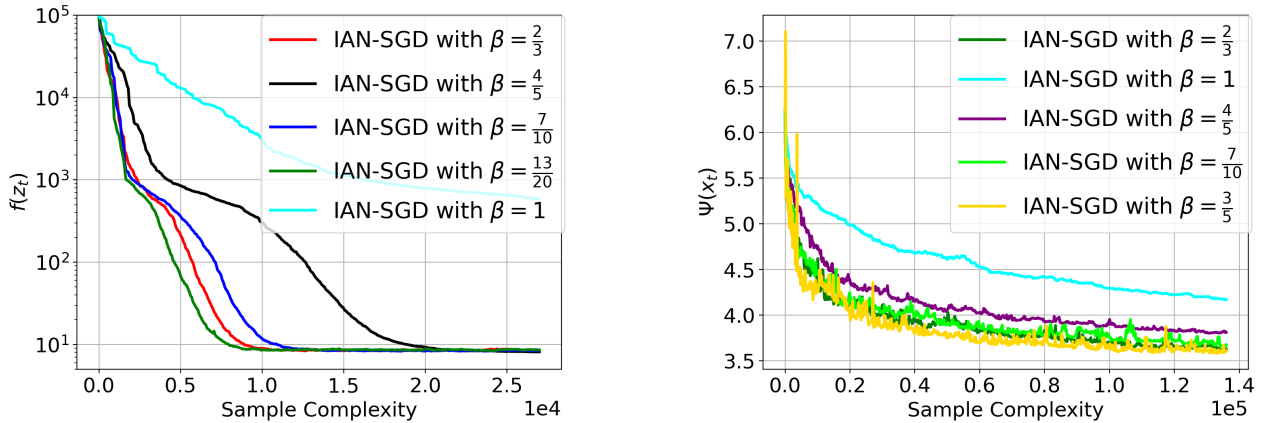 10^5
10^4
10^3
10^2
10^1
f(z_t)
IAN-SGD with β = 2/3
IAN-SGD with β = 4/5
IAN-SGD with β = 7/10
IAN-SGD with β = 13/20
IAN-SGD with β = 1
0.0 0.5 1.0 1.5 2.0 2.5
Sample Complexity
1e4
7.0
6.5
6.0
5.5
5.0
4.5
4.0
3.5
Ψ(x_t)
IAN-SGD with β = 2/3
IAN-SGD with β = 1
IAN-SGD with β = 4/5
IAN-SGD with β = 7/10
IAN-SGD with β = 3/5
0.0 0.2 0.4 0.6 0.8 1.0 1.2 1.4
Sample Complexity
1e5